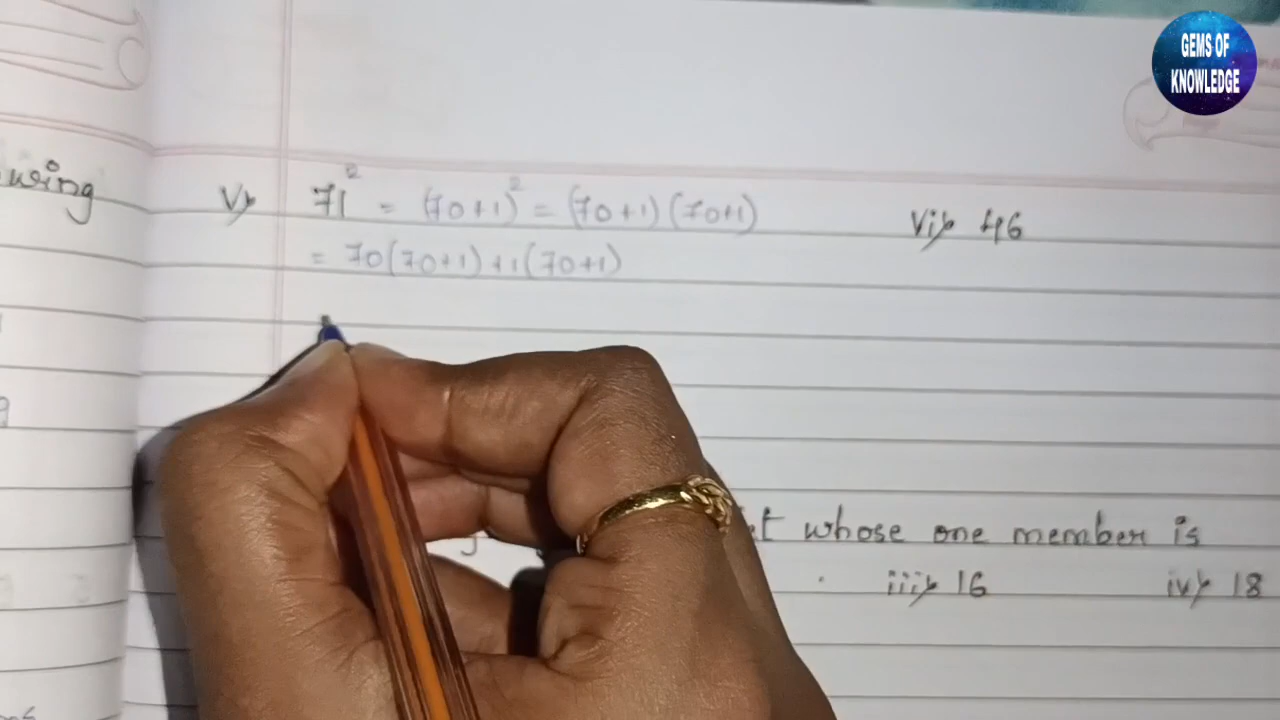 GEMS OF
KNOWLEDGE
wing
v) 71² = (70+1)² = (70+1)(70+1)
vi) 46
= 70(70+1)+1(70+1)
whose one member is
iii) 16
iv) 18